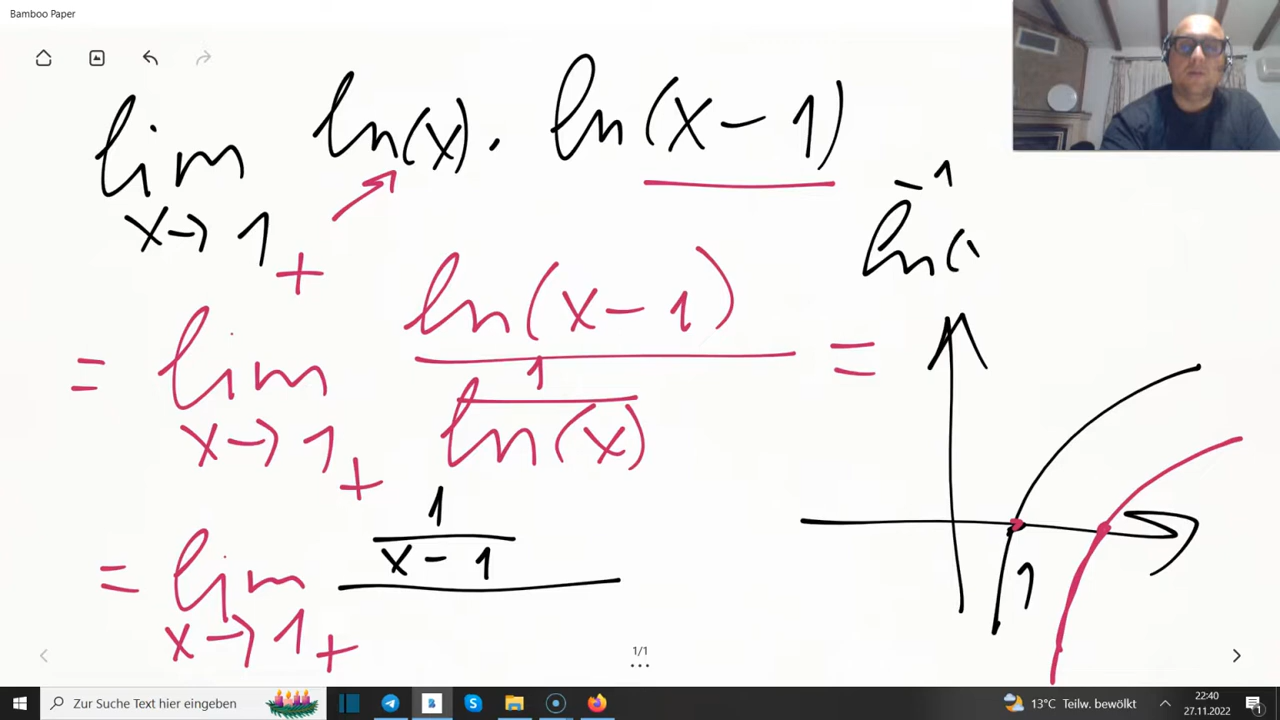 Bamboo Paper
lim ln(x) · ln(x−1)
x→1+
ln⁻¹(
= lim ln(x−1) / (1 / ln(x)) =
x→1+
= lim (1 / (x−1)) /
x→1+
1
1/1
Zur Suche Text hier eingeben
13°C Teilw. bewölkt
22:40
27.11.2022
1